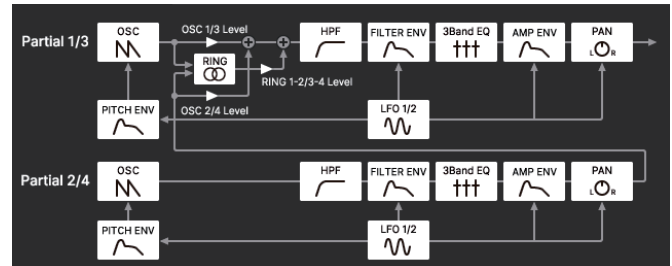 OSC
OSC 1/3 Level
HPF
FILTER ENV
3Band EQ
AMP ENV
PAN
Partial 1/3
L R
RING
RING 1-2/3-4 Level
OSC 2/4 Level
PITCH ENV
LFO 1/2
OSC
HPF
FILTER ENV
3Band EQ
AMP ENV
PAN
Partial 2/4
L R
PITCH ENV
LFO 1/2